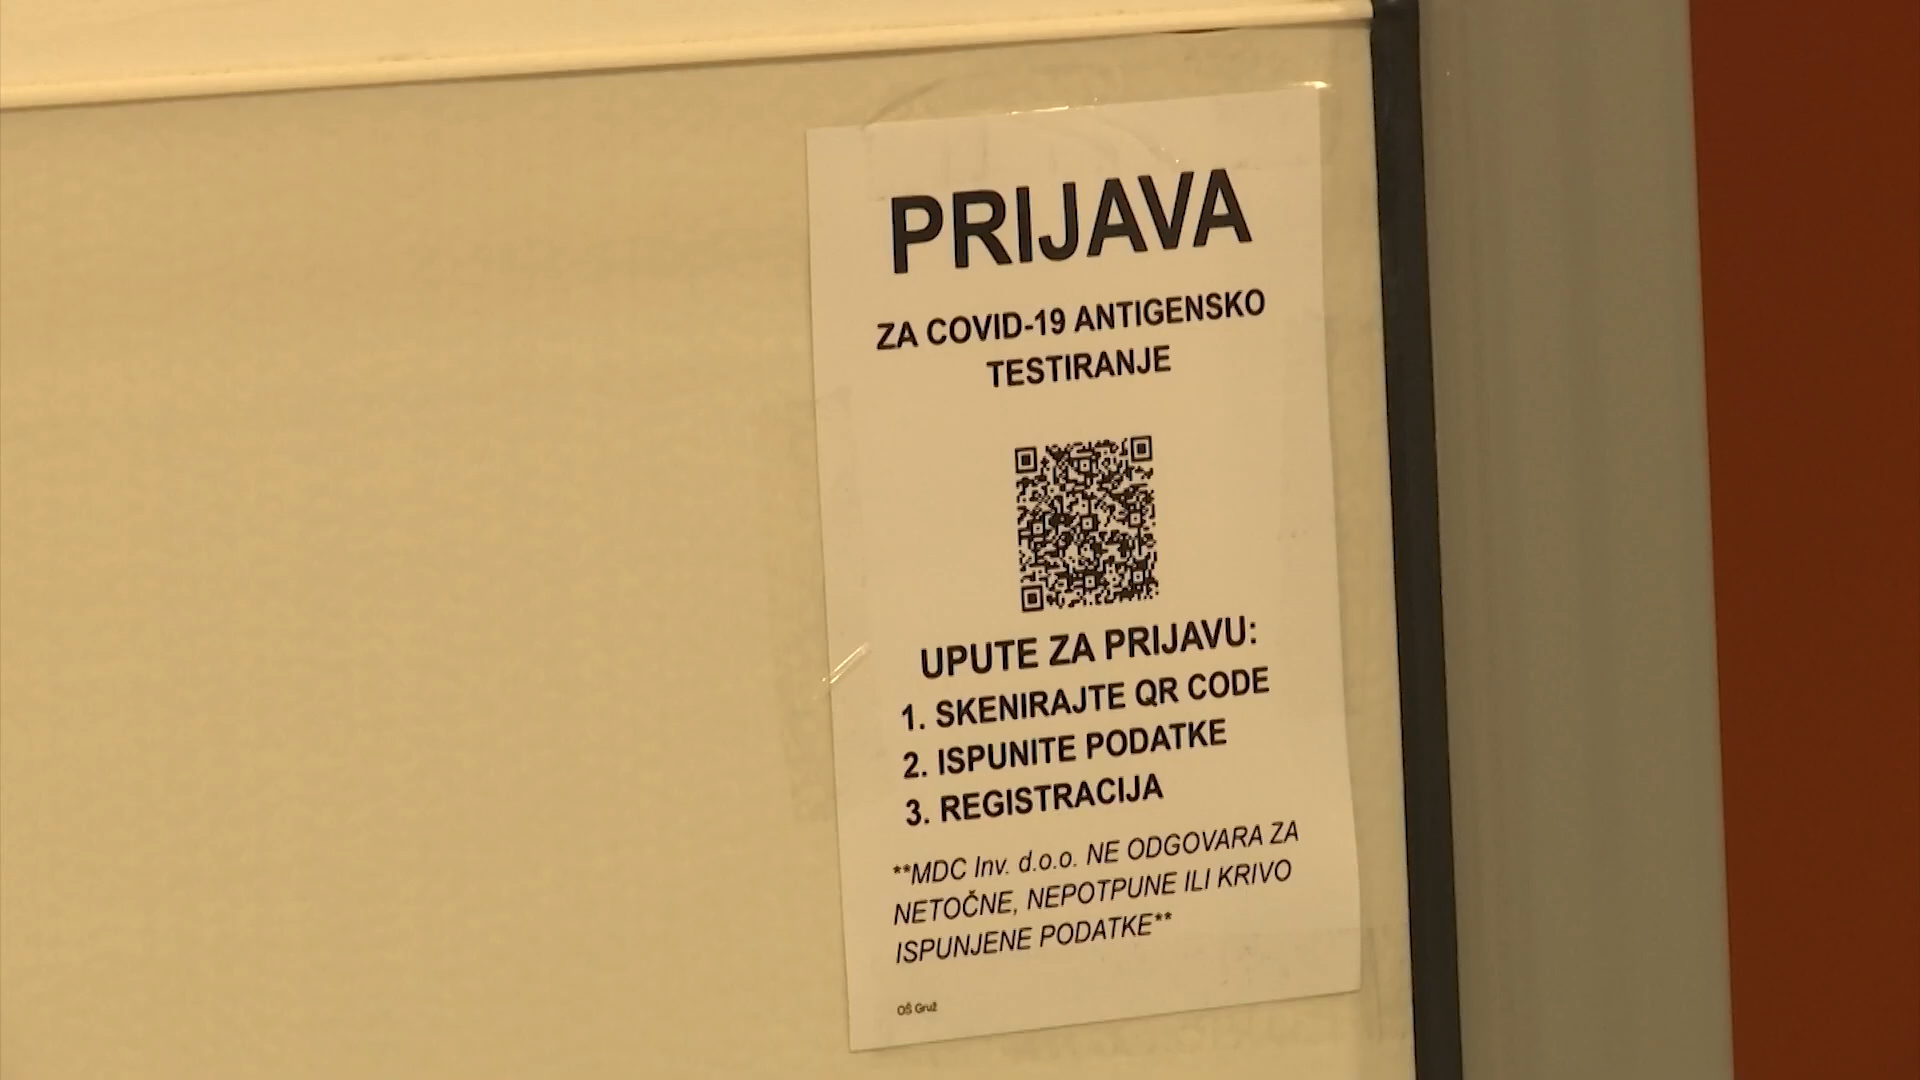 PRIJAVA
ZA COVID-19 ANTIGENSKO
TESTIRANJE
UPUTE ZA PRIJAVU:
1. SKENIRAJTE QR CODE
2. ISPUNITE PODATKE
3. REGISTRACIJA
**MDC Inv. d.o.o. NE ODGOVARA ZA
NETOČNE, NEPOTPUNE ILI KRIVO
ISPUNJENE PODATKE**
OŠ Gruž